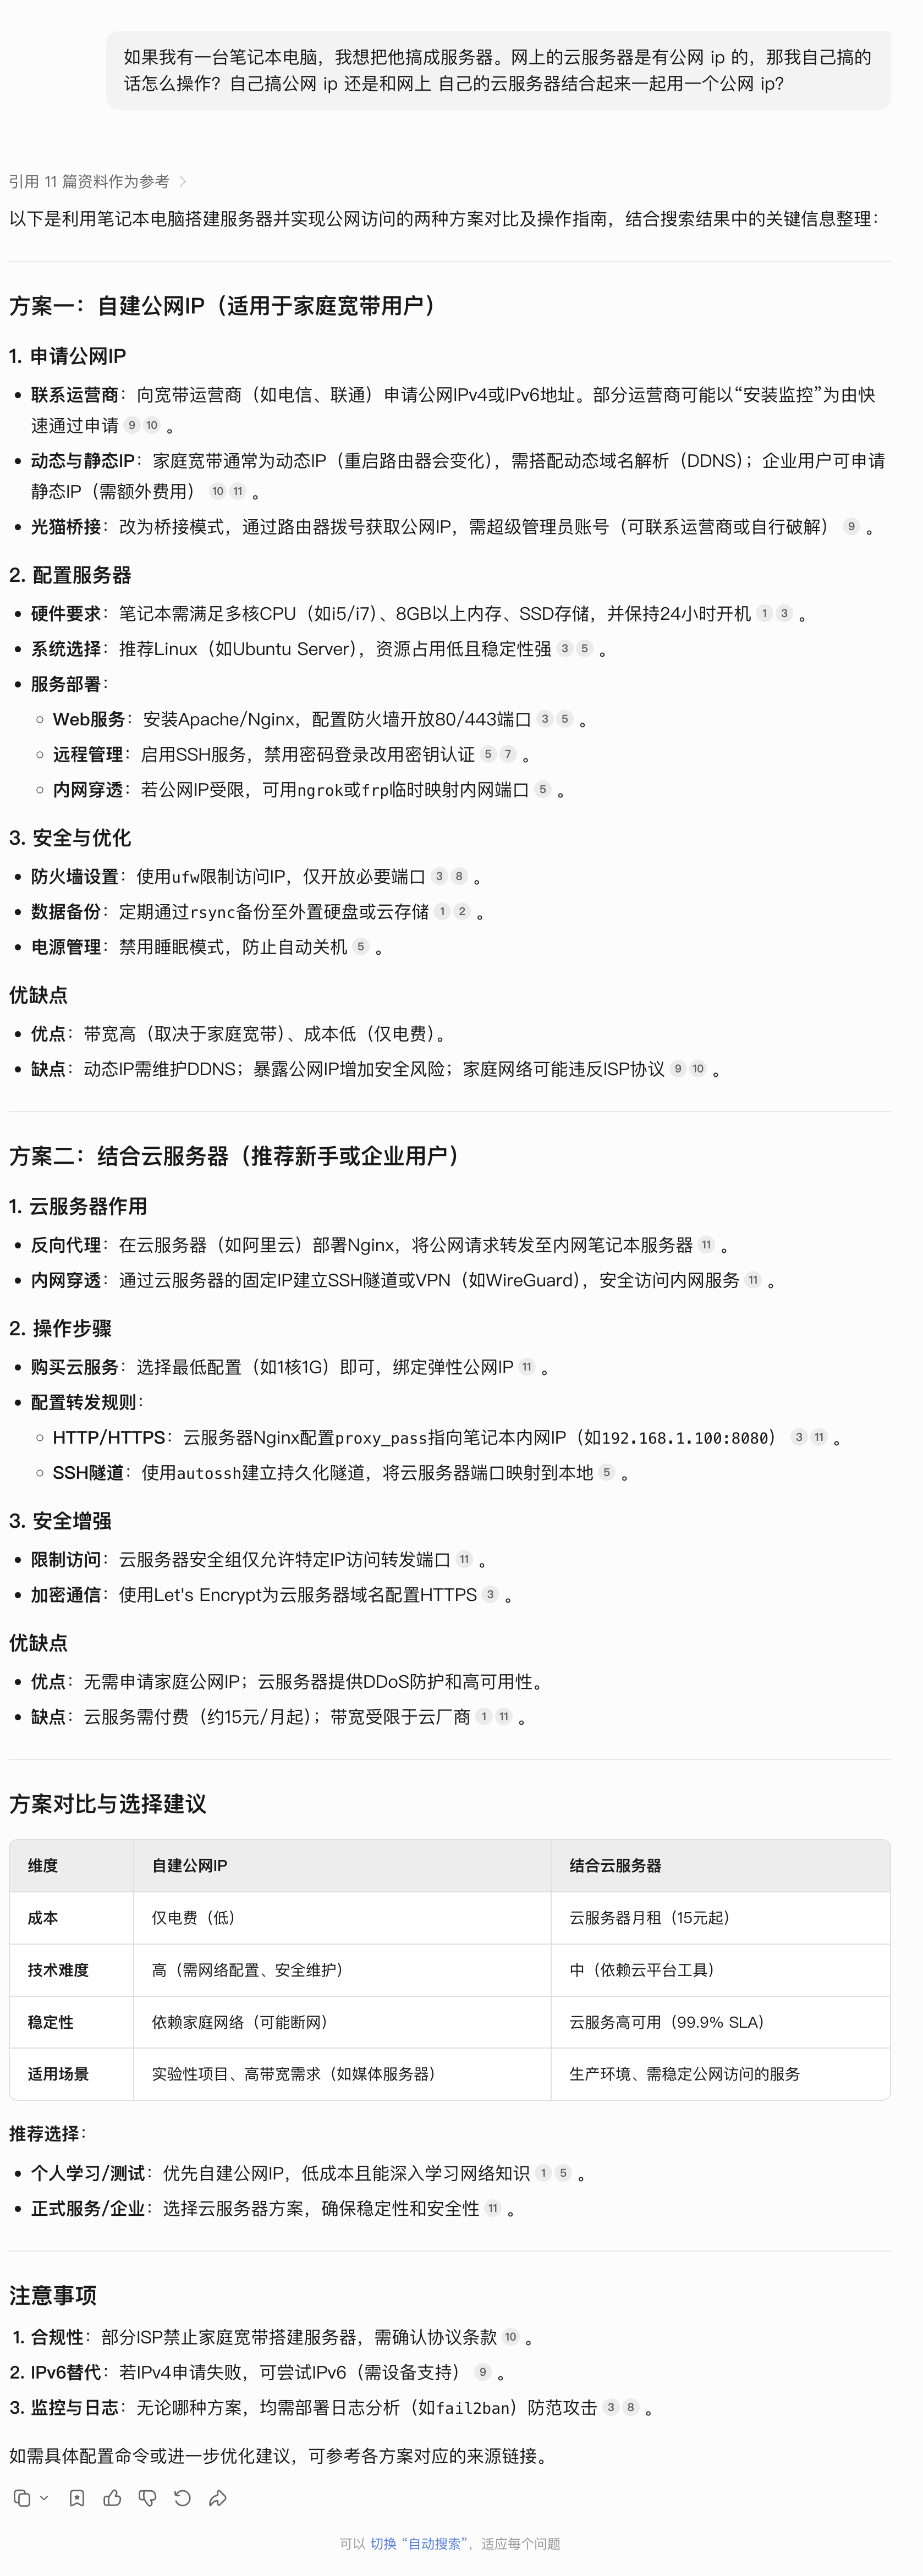 如果我有一台笔记本电脑，我想把他搞成服务器。网上的云服务器是有公网 ip 的，那我自己搞的
话怎么操作？自己搞公网 ip 还是和网上 自己的云服务器结合起来一起用一个公网 ip?
引用 11 篇资料作为参考 >
以下是利用笔记本电脑搭建服务器并实现公网访问的两种方案对比及操作指南，结合搜索结果中的关键信息整理：
方案一：自建公网IP（适用于家庭宽带用户）
1. 申请公网IP
• 联系运营商：向宽带运营商（如电信、联通）申请公网IPv4或IPv6地址。部分运营商可能以“安装监控”为由快
速通过申请 9 10 。
• 动态与静态IP：家庭宽带通常为动态IP（重启路由器会变化），需搭配动态域名解析（DDNS）；企业用户可申请
静态IP（需额外费用） 10 11 。
• 光猫桥接：改为桥接模式，通过路由器拨号获取公网IP，需超级管理员账号（可联系运营商或自行破解） 9 。
2. 配置服务器
• 硬件要求：笔记本需满足多核CPU（如i5/i7）、8GB以上内存、SSD存储，并保持24小时开机 1 3 。
• 系统选择：推荐Linux（如Ubuntu Server），资源占用低且稳定性强 3 5 。
• 服务部署：
◦ Web服务：安装Apache/Nginx，配置防火墙开放80/443端口 3 5 。
◦ 远程管理：启用SSH服务，禁用密码登录改用密钥认证 5 7 。
◦ 内网穿透：若公网IP受限，可用ngrok或frp临时映射内网端口 5 。
3. 安全与优化
• 防火墙设置：使用ufw限制访问IP，仅开放必要端口 3 8 。
• 数据备份：定期通过rsync备份至外置硬盘或云存储 1 2 。
• 电源管理：禁用睡眠模式，防止自动关机 5 。
优缺点
• 优点：带宽高（取决于家庭宽带）、成本低（仅电费）。
• 缺点：动态IP需维护DDNS；暴露公网IP增加安全风险；家庭网络可能违反ISP协议 9 10 。
方案二：结合云服务器（推荐新手或企业用户）
1. 云服务器作用
• 反向代理：在云服务器（如阿里云）部署Nginx，将公网请求转发至内网笔记本服务器 11 。
• 内网穿透：通过云服务器的固定IP建立SSH隧道或VPN（如WireGuard），安全访问内网服务 11 。
2. 操作步骤
• 购买云服务：选择最低配置（如1核1G）即可，绑定弹性公网IP 11 。
• 配置转发规则：
◦ HTTP/HTTPS：云服务器Nginx配置proxy_pass指向笔记本内网IP（如192.168.1.100:8080） 3 11 。
◦ SSH隧道：使用autossh建立持久化隧道，将云服务器端口映射到本地 5 。
3. 安全增强
• 限制访问：云服务器安全组仅允许特定IP访问转发端口 11 。
• 加密通信：使用Let's Encrypt为云服务器域名配置HTTPS 3 。
优缺点
• 优点：无需申请家庭公网IP；云服务器提供DDoS防护和高可用性。
• 缺点：云服务需付费（约15元/月起）；带宽受限于云厂商 1 11 。
方案对比与选择建议
维度 自建公网IP 结合云服务器
成本 仅电费（低） 云服务器月租（15元起）
技术难度 高（需网络配置、安全维护） 中（依赖云平台工具）
稳定性 依赖家庭网络（可能断网） 云服务高可用（99.9% SLA）
适用场景 实验性项目、高带宽需求（如媒体服务器） 生产环境、需稳定公网访问的服务
推荐选择：
• 个人学习/测试：优先自建公网IP，低成本且能深入学习网络知识 1 5 。
• 正式服务/企业：选择云服务器方案，确保稳定性和安全性 11 。
注意事项
1. 合规性：部分ISP禁止家庭宽带搭建服务器，需确认协议条款 10 。
2. IPv6替代：若IPv4申请失败，可尝试IPv6（需设备支持） 9 。
3. 监控与日志：无论哪种方案，均需部署日志分析（如fail2ban）防范攻击 3 8 。
如需具体配置命令或进一步优化建议，可参考各方案对应的来源链接。
可以 切换 “自动搜索”，适应每个问题